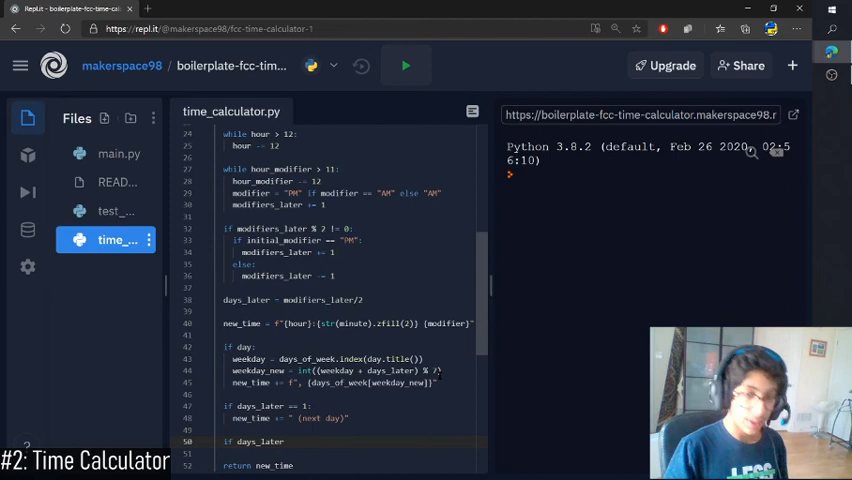 Repl.it - boilerplate-fcc-time-calculator-1
https://repl.it/@makerspace98/boilerplate-fcc-time-calculator-1
makerspace98 / boilerplate-fcc-tim...
Upgrade
Share
Files
main.py
READ...
test_...
time_...
time_calculator.py
24 while hour > 12:
25 hour -= 12
26
27 while hour_modifier > 11:
28 hour_modifier -= 12
29 modifier = "PM" if modifier == "AM" else "AM"
30 modifiers_later += 1
31
32 if modifiers_later % 2 != 0:
33 if initial_modifier == "PM":
34 modifiers_later += 1
35 else:
36 modifiers_later -= 1
37
38 days_later = modifiers_later/2
39
40 new_time = f"{hour}:{str(minute).zfill(2)} {modifier}"
41
42 if day:
43 weekday = days_of_week.index(day.title())
44 weekday_new = int((weekday + days_later) % 7)
45 new_time += f", {days_of_week[weekday_new]}"
46
47 if days_later == 1:
48 new_time += " (next day)"
49
50 if days_later
51
52 return new_time
https://boilerplate-fcc-time-calculator.makerspace98.r
Python 3.8.2 (default, Feb 26 2020, 02:5
6:10)
>
#2: Time Calculator